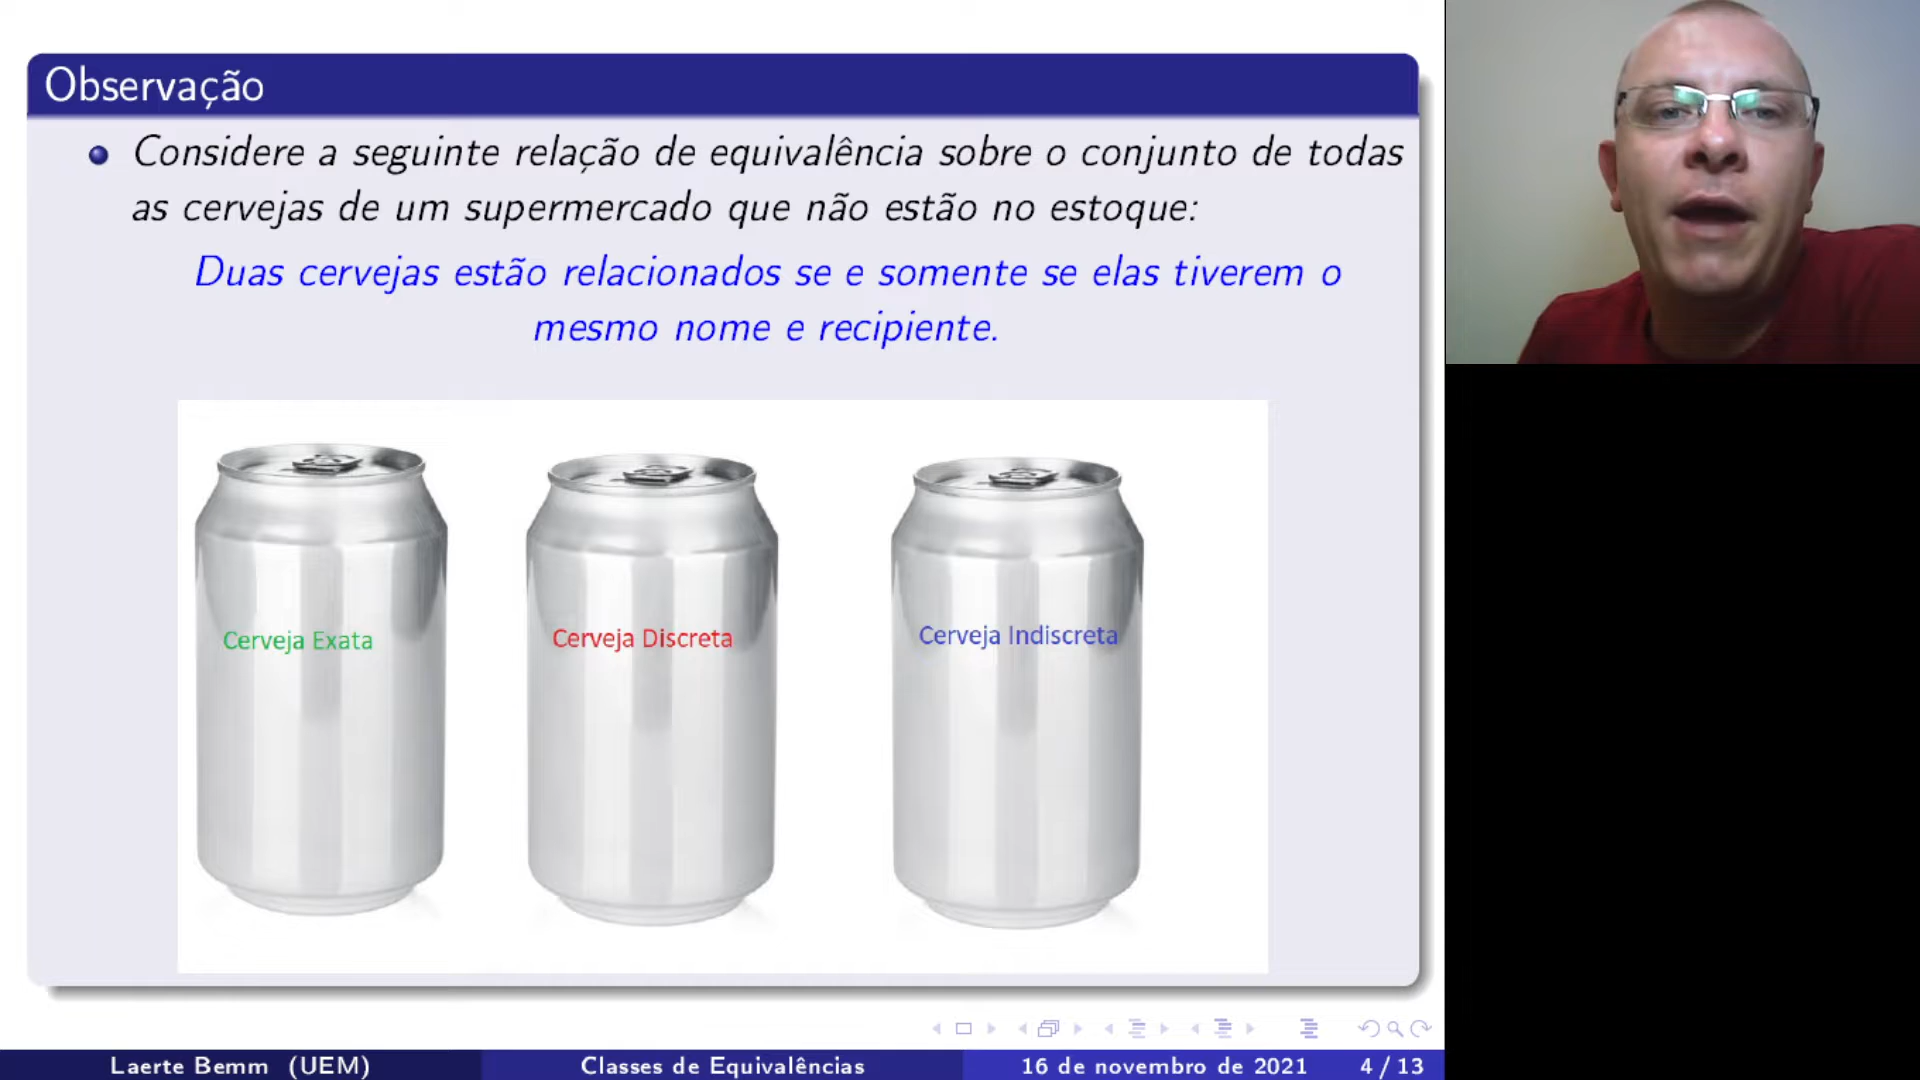 Observação
Considere a seguinte relação de equivalência sobre o conjunto de todas
as cervejas de um supermercado que não estão no estoque:
Duas cervejas estão relacionados se e somente se elas tiverem o
mesmo nome e recipiente.
Cerveja Exata
Cerveja Discreta
Cerveja Indiscreta
Laerte Bemm (UEM)
Classes de Equivalências
16 de novembro de 2021
4 / 13